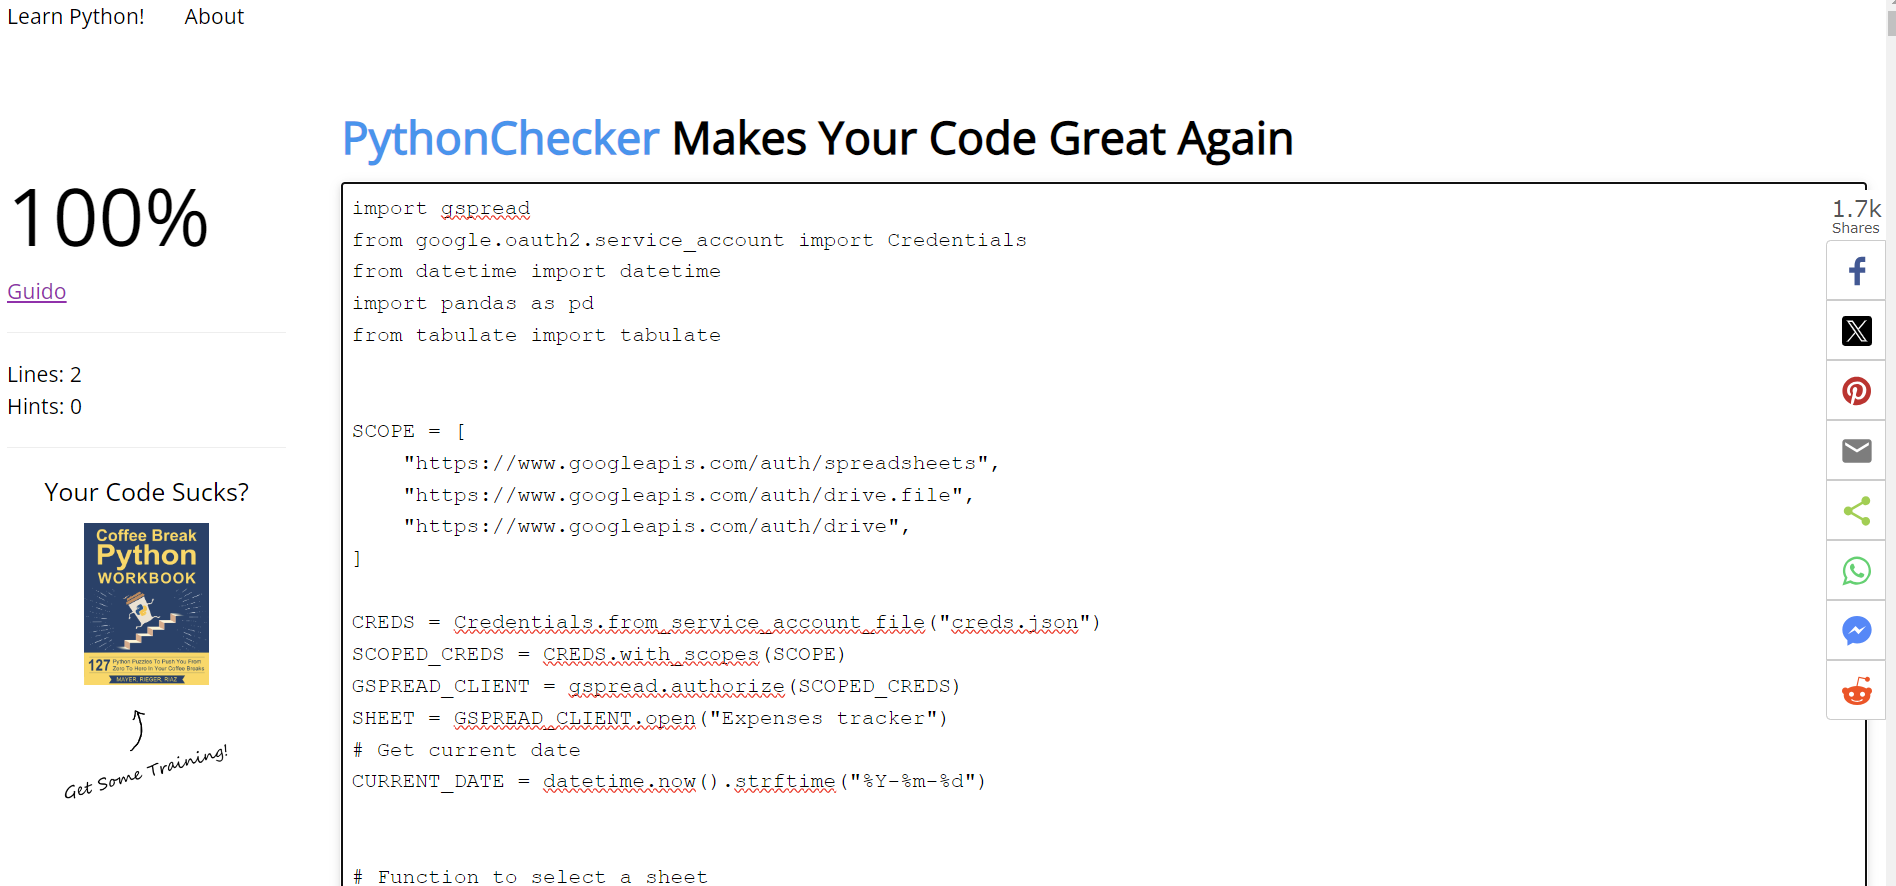 Learn Python! About
PythonChecker Makes Your Code Great Again
100%
Guido
Lines: 2
Hints: 0
Your Code Sucks?
Coffee Break
Python
WORKBOOK
127 Python Puzzles To Push You From
Zero To Hero in Your Coffee Breaks
MAYER, RIEGER, RIAZ
Get Some Training!
import gspread
from google.oauth2.service_account import Credentials
from datetime import datetime
import pandas as pd
from tabulate import tabulate
SCOPE = [
    "https://www.googleapis.com/auth/spreadsheets",
    "https://www.googleapis.com/auth/drive.file",
    "https://www.googleapis.com/auth/drive",
]
CREDS = Credentials.from_service_account_file("creds.json")
SCOPED_CREDS = CREDS.with_scopes(SCOPE)
GSPREAD_CLIENT = gspread.authorize(SCOPED_CREDS)
SHEET = GSPREAD_CLIENT.open("Expenses tracker")
# Get current date
CURRENT_DATE = datetime.now().strftime("%Y-%m-%d")
# Function to select a sheet
1.7k
Shares